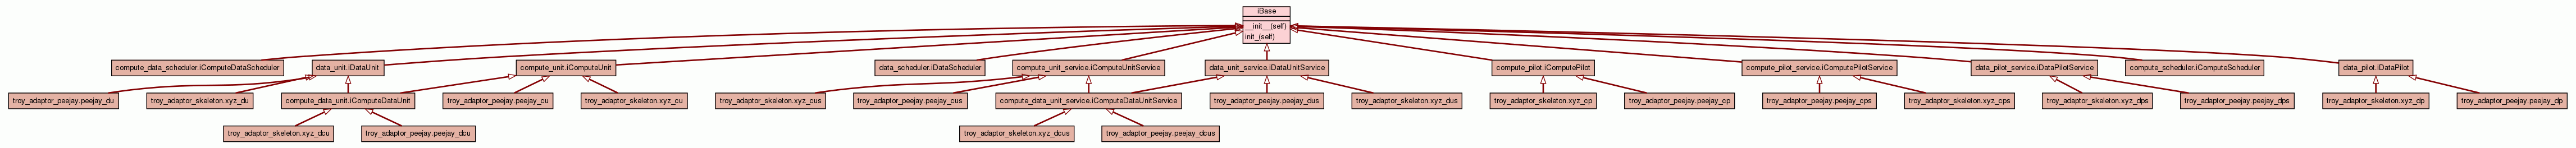 iBase
__init__(self)
init_(self)
compute_data_scheduler.iComputeDataScheduler
data_unit.iDataUnit
compute_unit.iComputeUnit
data_scheduler.iDataScheduler
compute_unit_service.iComputeUnitService
data_unit_service.iDataUnitService
compute_pilot.iComputePilot
compute_pilot_service.iComputePilotService
data_pilot_service.iDataPilotService
compute_scheduler.iComputeScheduler
data_pilot.iDataPilot
troy_adaptor_peejay.peejay_du
troy_adaptor_skeleton.xyz_du
compute_data_unit.iComputeDataUnit
troy_adaptor_peejay.peejay_cu
troy_adaptor_skeleton.xyz_cu
troy_adaptor_skeleton.xyz_cus
troy_adaptor_peejay.peejay_cus
compute_data_unit_service.iComputeDataUnitService
troy_adaptor_peejay.peejay_dus
troy_adaptor_skeleton.xyz_dus
troy_adaptor_skeleton.xyz_cp
troy_adaptor_peejay.peejay_cp
troy_adaptor_peejay.peejay_cps
troy_adaptor_skeleton.xyz_cps
troy_adaptor_skeleton.xyz_dps
troy_adaptor_peejay.peejay_dps
troy_adaptor_skeleton.xyz_dp
troy_adaptor_peejay.peejay_dp
troy_adaptor_skeleton.xyz_dcu
troy_adaptor_peejay.peejay_dcu
troy_adaptor_skeleton.xyz_dcus
troy_adaptor_peejay.peejay_dcus